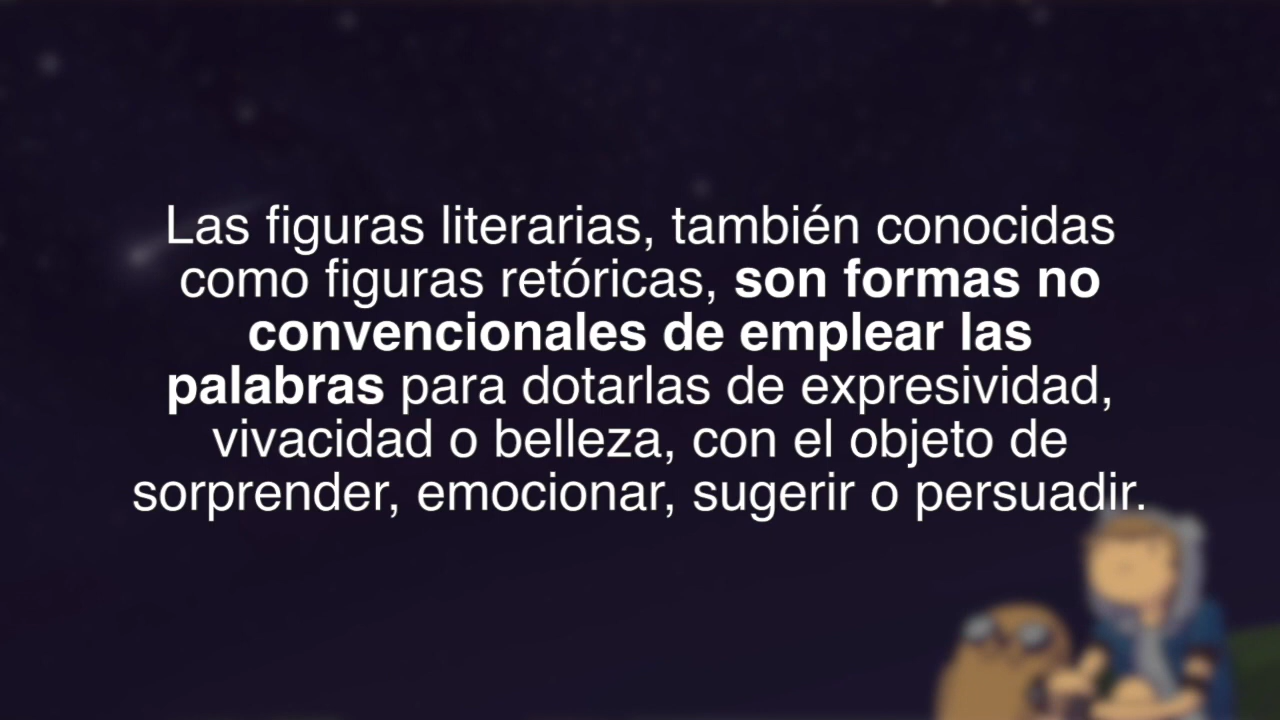 Las figuras literarias, también conocidas
como figuras retóricas, son formas no
convencionales de emplear las
palabras para dotarlas de expresividad,
vivacidad o belleza, con el objeto de
sorprender, emocionar, sugerir o persuadir.